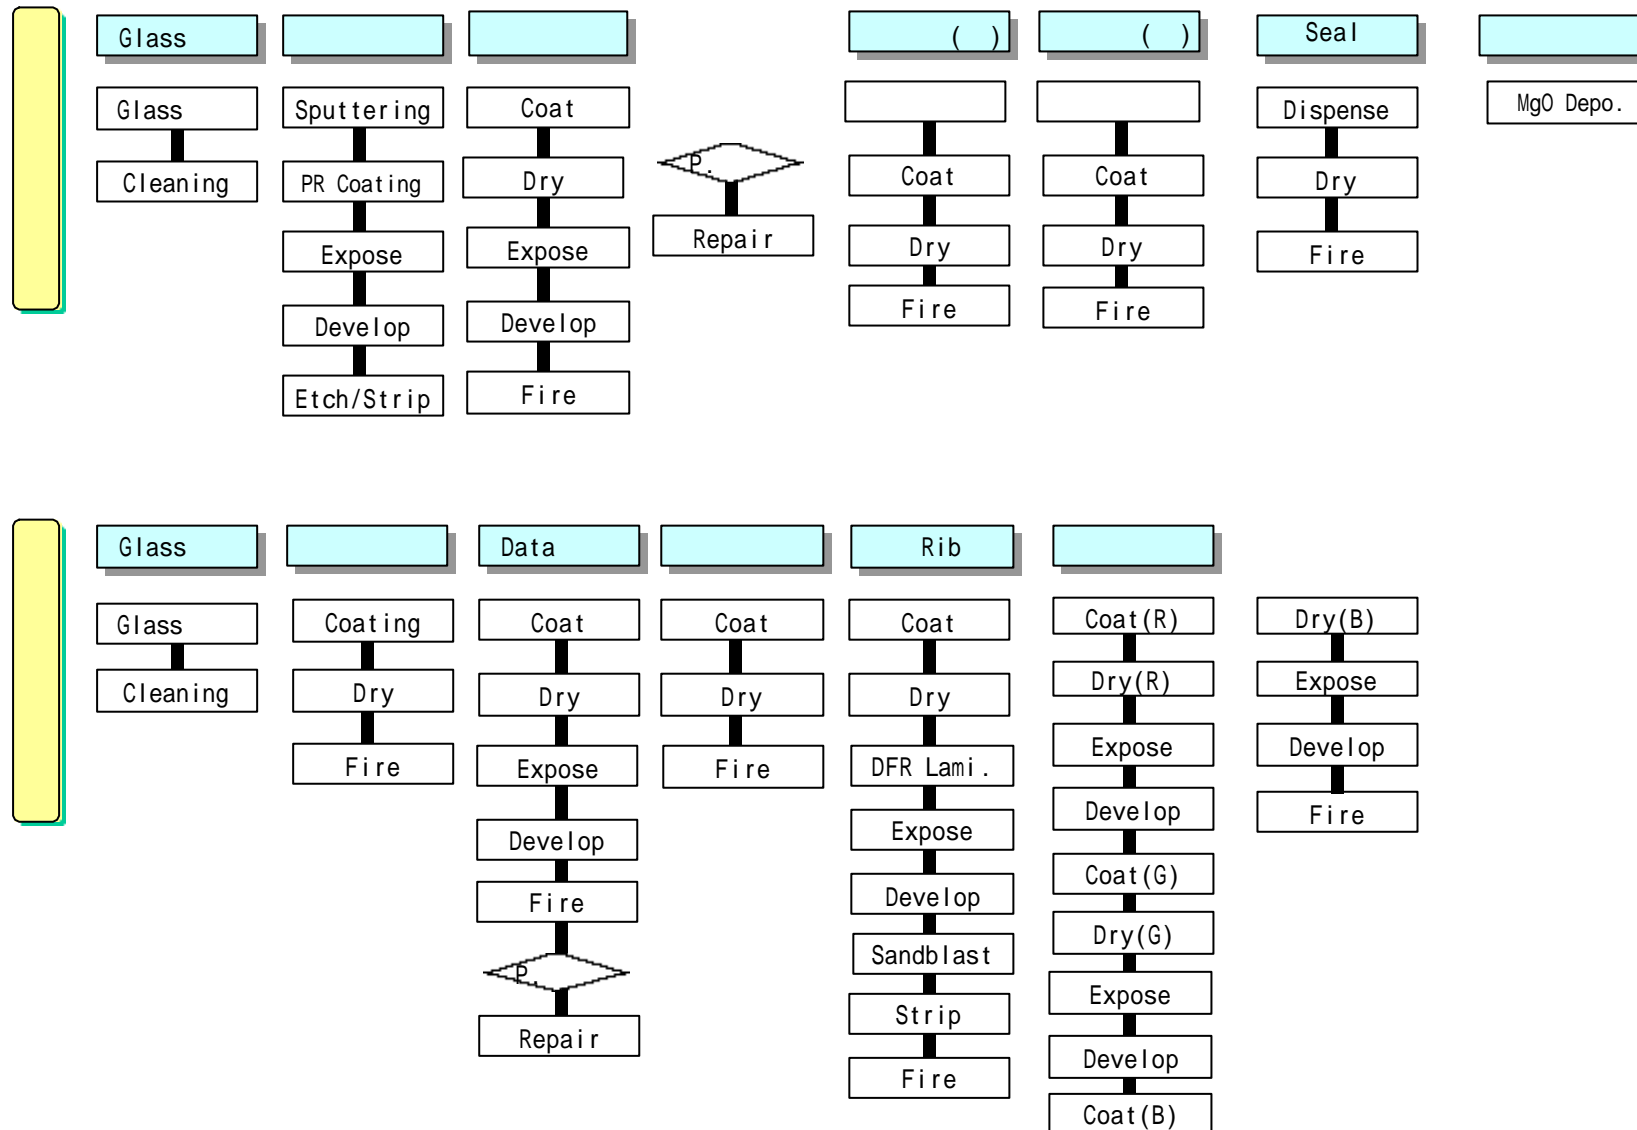 Glass
Glass
Cleaning
Sputtering
PR Coating
Expose
Develop
Etch/Strip
Coat
Dry
Expose
Develop
Fire
P.
Repair
( )
Coat
Dry
Fire
( )
Coat
Dry
Fire
Seal
Dispense
Dry
Fire
MgO Depo.
Glass
Glass
Cleaning
Coating
Dry
Fire
Data
Coat
Dry
Expose
Develop
Fire
P.
Repair
Coat
Dry
Fire
Rib
Coat
Dry
DFR Lami.
Expose
Develop
Sandblast
Strip
Fire
Coat(R)
Dry(R)
Expose
Develop
Coat(G)
Dry(G)
Expose
Develop
Coat(B)
Dry(B)
Expose
Develop
Fire